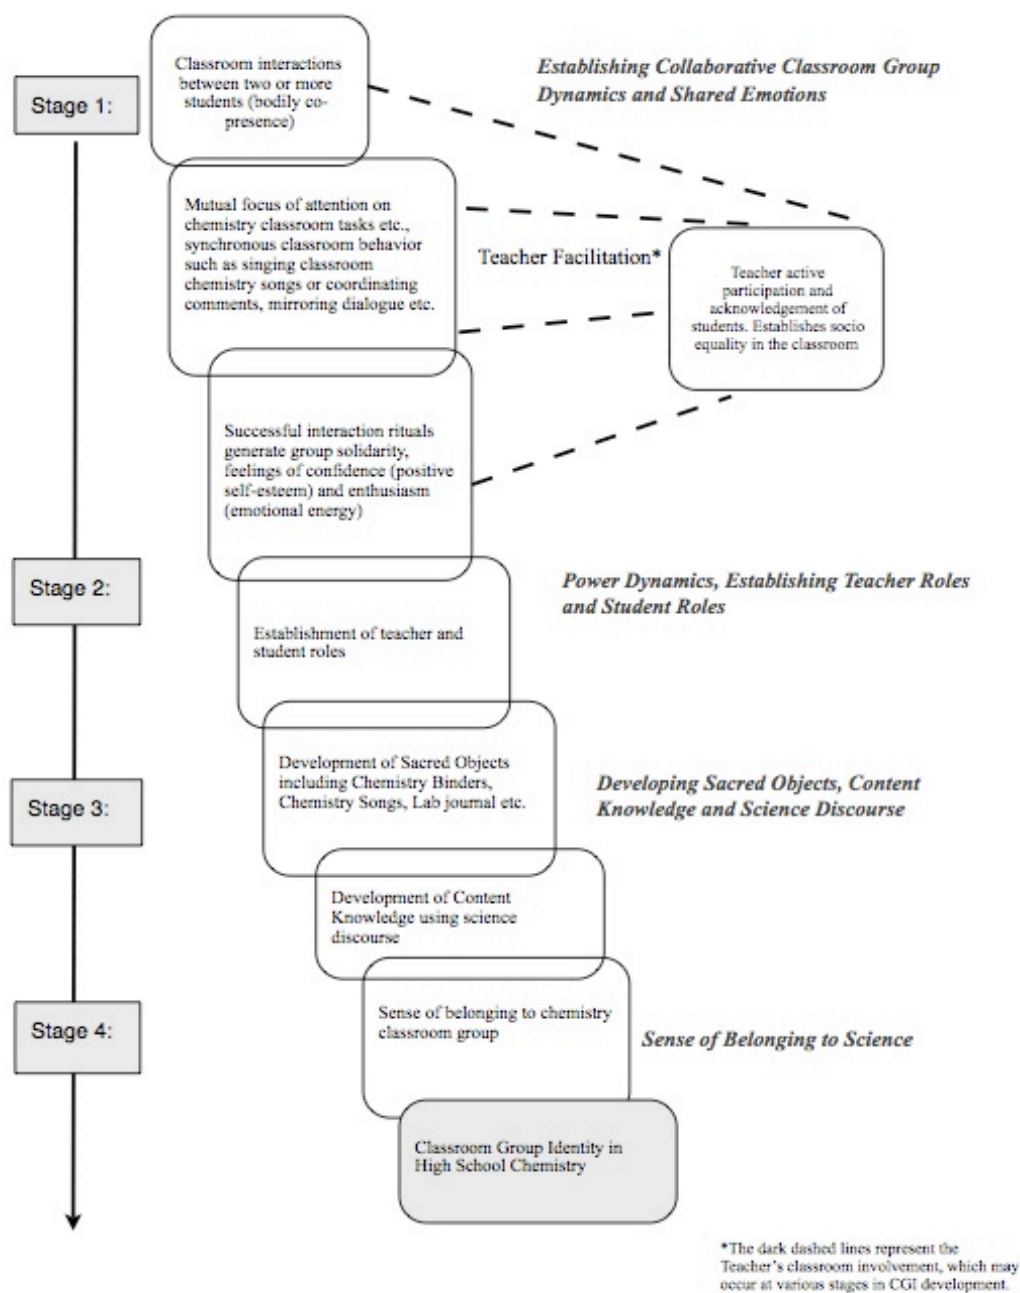 Stage 1:
Classroom interactions
between two or more
students (bodily co-
presence)
Establishing Collaborative Classroom Group
Dynamics and Shared Emotions
Mutual focus of attention on
chemistry classroom tasks etc.,
synchronous classroom behavior
such as singing classroom
chemistry songs or coordinating
comments, mirroring dialogue etc.
Teacher Facilitation*
Teacher active
participation and
acknowledgement of
students. Establishes socio
equality in the classroom
Successful interaction rituals
generate group solidarity,
feelings of confidence (positive
self-esteem) and enthusiasm
(emotional energy)
Stage 2:
Power Dynamics, Establishing Teacher Roles
and Student Roles
Establishment of teacher and
student roles
Stage 3:
Development of Sacred Objects
including Chemistry Binders,
Chemistry Songs, Lab journal etc.
Developing Sacred Objects, Content
Knowledge and Science Discourse
Development of Content
Knowledge using science
discourse
Stage 4:
Sense of belonging to chemistry
classroom group
Sense of Belonging to Science
Classroom Group Identity in
High School Chemistry
*The dark dashed lines represent the
Teacher's classroom involvement, which may
occur at various stages in CGI development.